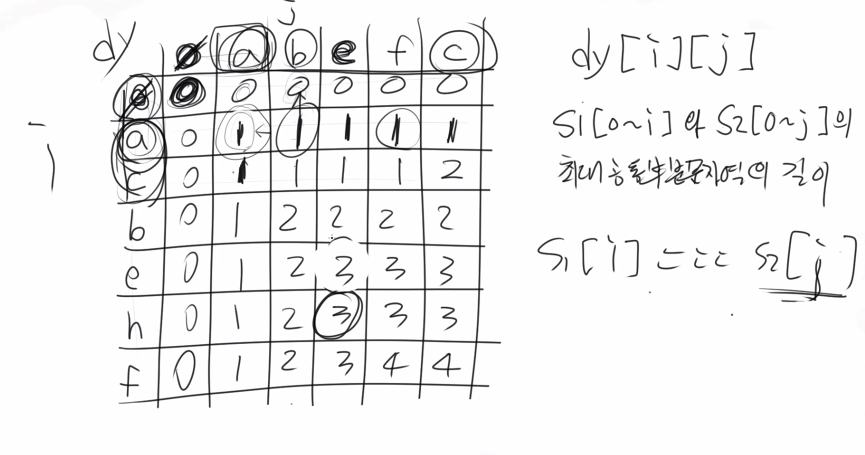 j
dy ø a b e f c
ø 0 0 0 0 0 0
i
a 0 1 1 1 1 1
c 0 1 1 1 1 2
b 0 1 2 2 2 2
e 0 1 2 3 3 3
h 0 1 2 3 3 3
f 0 1 2 3 4 4
dy[i][j]
S1[0~i]와 S2[0~j]의
최대 부분문자열의 길이
S1[i] === S2[j]